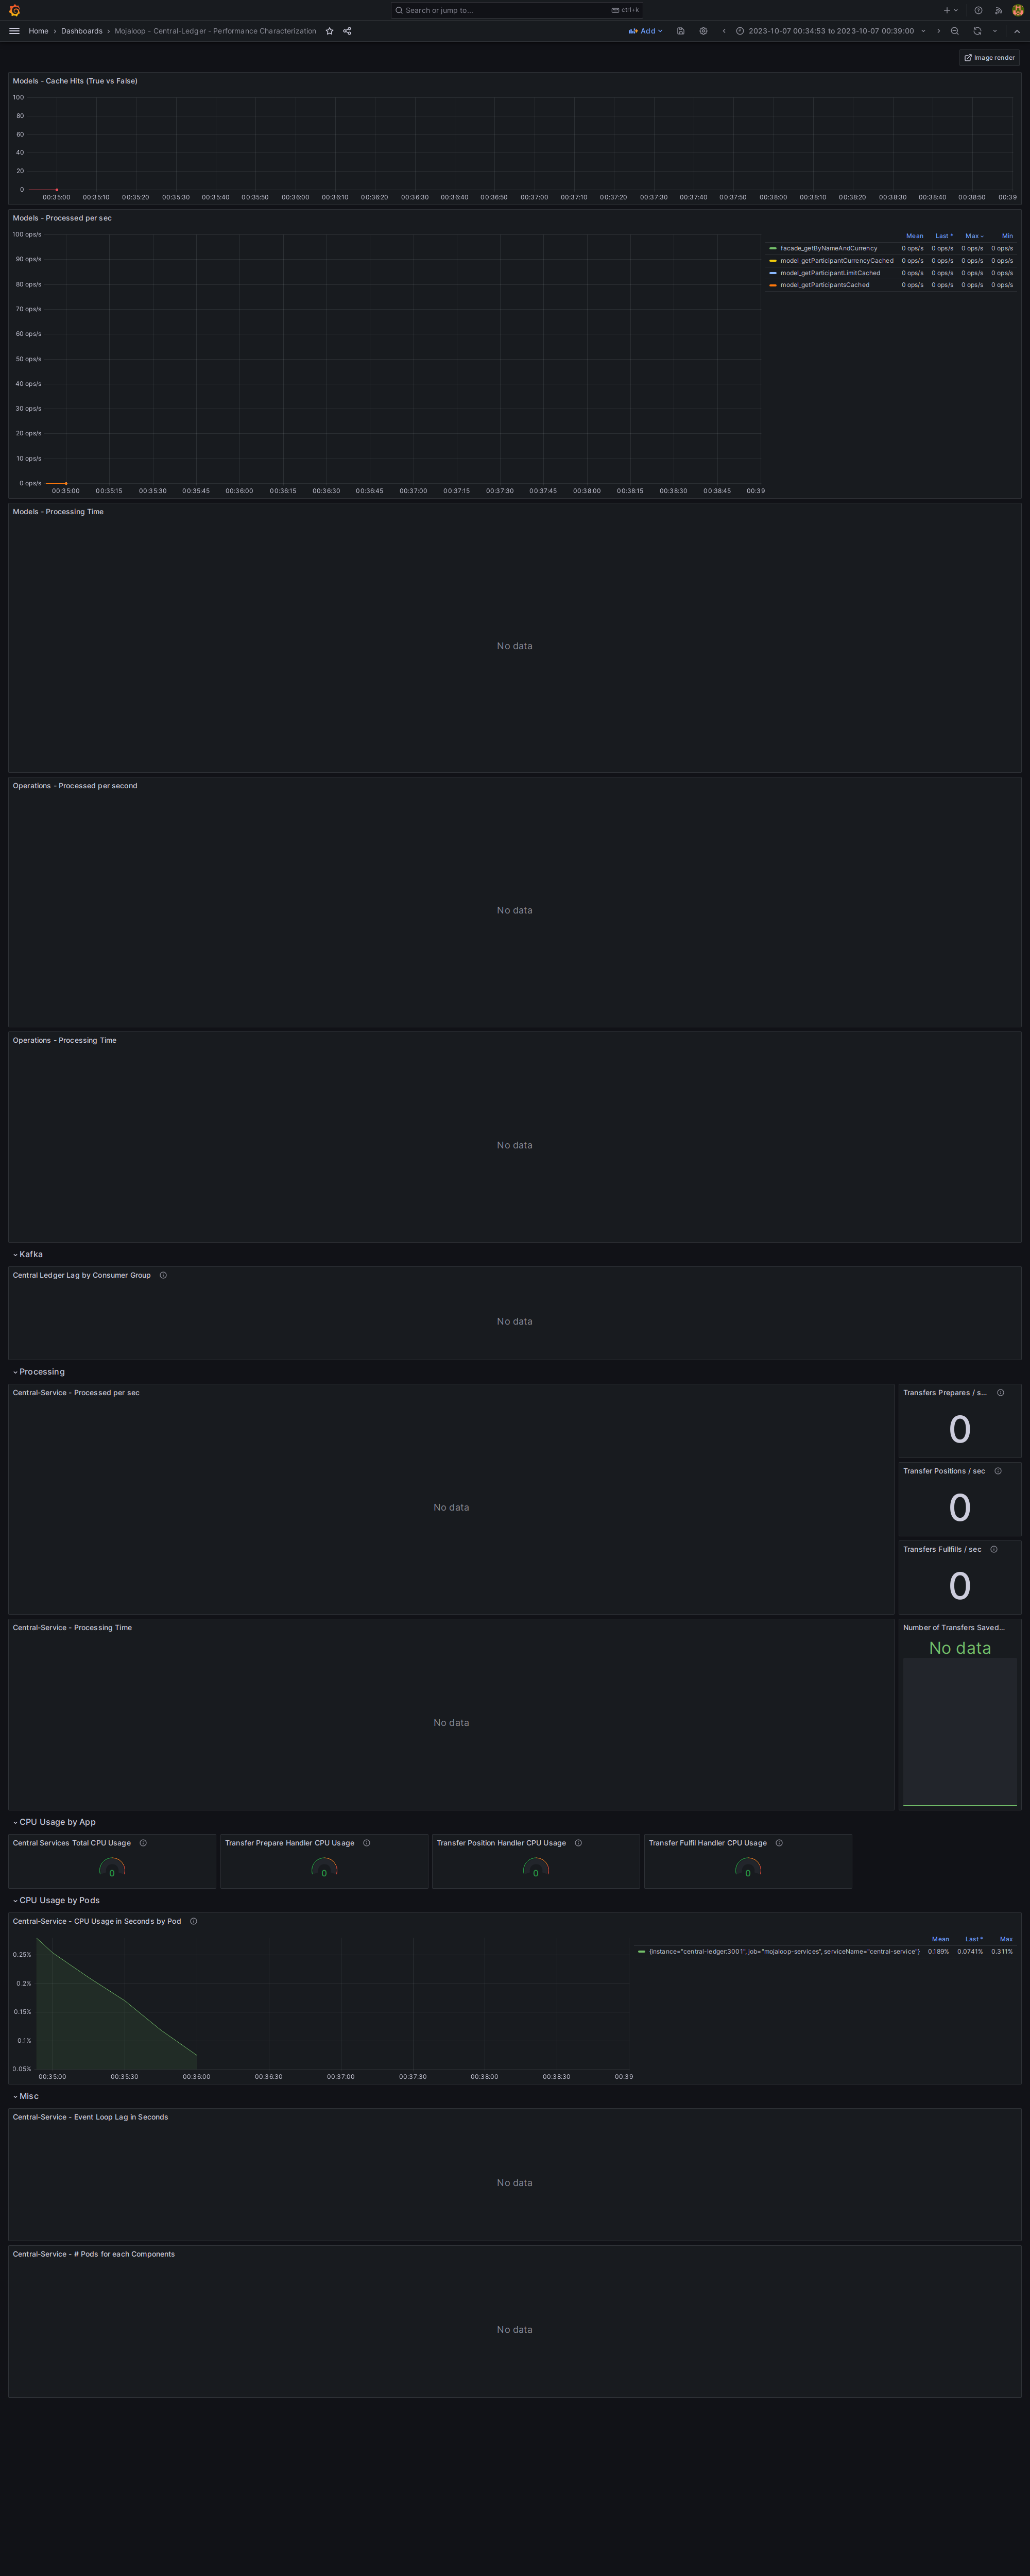 Search or jump to... ctrl+k
Home › Dashboards › Mojaloop - Central-Ledger - Performance Characterization Add 2023-10-07 00:34:53 to 2023-10-07 00:39:00
Image render
Models - Cache Hits (True vs False)
100
80
60
40
20
0
00:35:00 00:35:10 00:35:20 00:35:30 00:35:40 00:35:50 00:36:00 00:36:10 00:36:20 00:36:30 00:36:40 00:36:50 00:37:00 00:37:10 00:37:20 00:37:30 00:37:40 00:37:50 00:38:00 00:38:10 00:38:20 00:38:30 00:38:40 00:38:50 00:39
Models - Processed per sec
100 ops/s
90 ops/s
80 ops/s
70 ops/s
60 ops/s
50 ops/s
40 ops/s
30 ops/s
20 ops/s
10 ops/s
0 ops/s
00:35:00 00:35:15 00:35:30 00:35:45 00:36:00 00:36:15 00:36:30 00:36:45 00:37:00 00:37:15 00:37:30 00:37:45 00:38:00 00:38:15 00:38:30 00:38:45 00:39
Mean Last * Max Min
facade_getByNameAndCurrency 0 ops/s 0 ops/s 0 ops/s 0 ops/s
model_getParticipantCurrencyCached 0 ops/s 0 ops/s 0 ops/s 0 ops/s
model_getParticipantLimitCached 0 ops/s 0 ops/s 0 ops/s 0 ops/s
model_getParticipantsCached 0 ops/s 0 ops/s 0 ops/s 0 ops/s
Models - Processing Time
No data
Operations - Processed per second
No data
Operations - Processing Time
No data
Kafka
Central Ledger Lag by Consumer Group
No data
Processing
Central-Service - Processed per sec
No data
Transfers Prepares / s...
0
Transfer Positions / sec
0
Transfers Fullfills / sec
0
Central-Service - Processing Time
No data
Number of Transfers Saved...
No data
CPU Usage by App
Central Services Total CPU Usage
0
Transfer Prepare Handler CPU Usage
0
Transfer Position Handler CPU Usage
0
Transfer Fulfil Handler CPU Usage
0
CPU Usage by Pods
Central-Service - CPU Usage in Seconds by Pod
0.25%
0.2%
0.15%
0.1%
0.05%
00:35:00 00:35:30 00:36:00 00:36:30 00:37:00 00:37:30 00:38:00 00:38:30 00:39
Mean Last * Max
{instance="central-ledger:3001", job="mojaloop-services", serviceName="central-service"} 0.189% 0.0741% 0.311%
Misc
Central-Service - Event Loop Lag in Seconds
No data
Central-Service - # Pods for each Components
No data